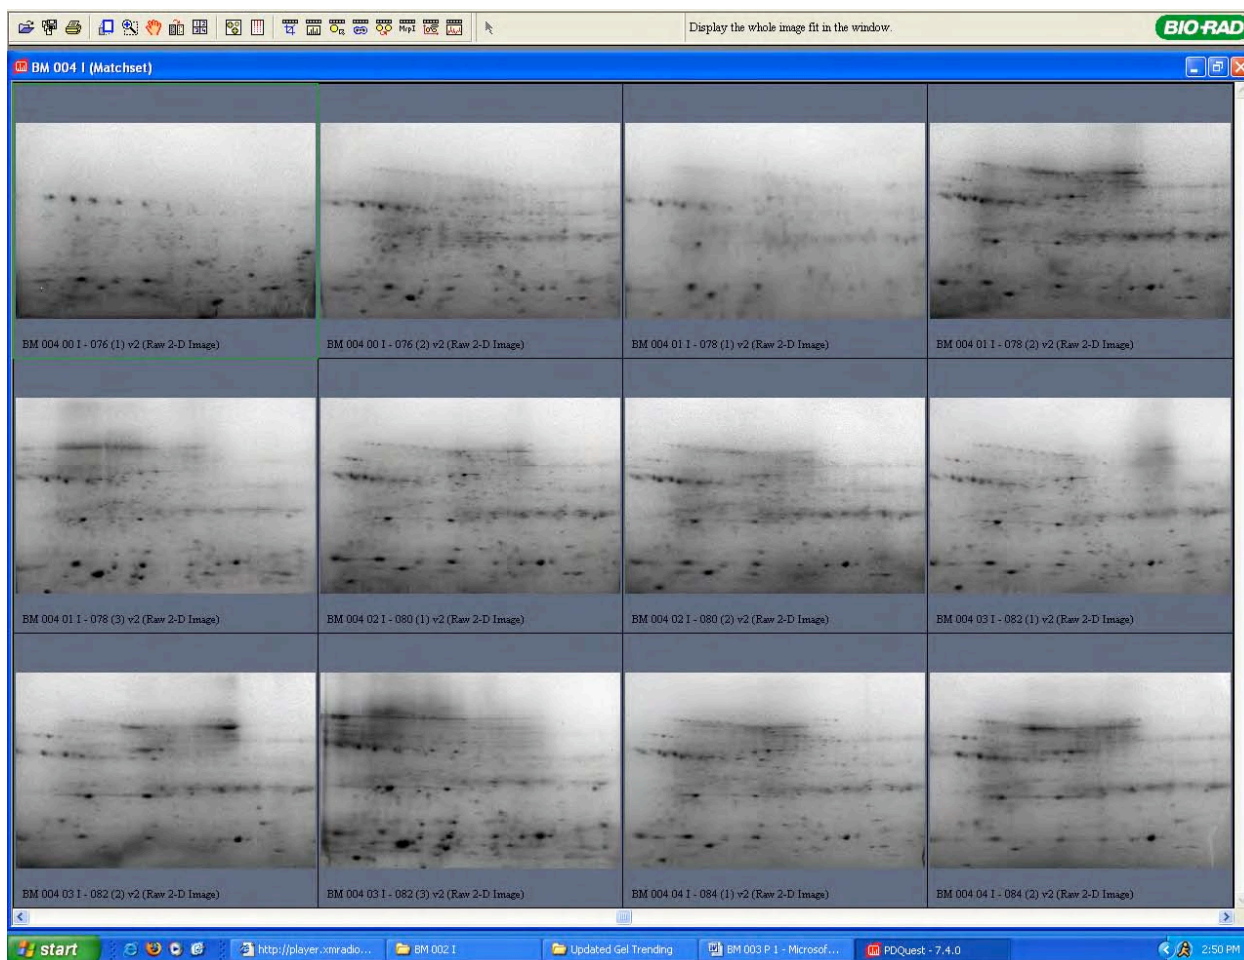 Display the whole image fit in the window.
BIO-RAD
BM 004 I (Matchset)
BM 004 00 I - 076 (1) v2 (Raw 2-D Image)
BM 004 00 I - 076 (2) v2 (Raw 2-D Image)
BM 004 01 I - 078 (1) v2 (Raw 2-D Image)
BM 004 01 I - 078 (2) v2 (Raw 2-D Image)
BM 004 01 I - 078 (3) v2 (Raw 2-D Image)
BM 004 02 I - 080 (1) v2 (Raw 2-D Image)
BM 004 02 I - 080 (2) v2 (Raw 2-D Image)
BM 004 03 I - 082 (1) v2 (Raw 2-D Image)
BM 004 03 I - 082 (2) v2 (Raw 2-D Image)
BM 004 03 I - 082 (3) v2 (Raw 2-D Image)
BM 004 04 I - 084 (1) v2 (Raw 2-D Image)
BM 004 04 I - 084 (2) v2 (Raw 2-D Image)
start
http://player.xmradio...
BM 002 I
Updated Gel Trending
BM 003 P 1 - Microsof...
PDQuest - 7.4.0
2:50 PM